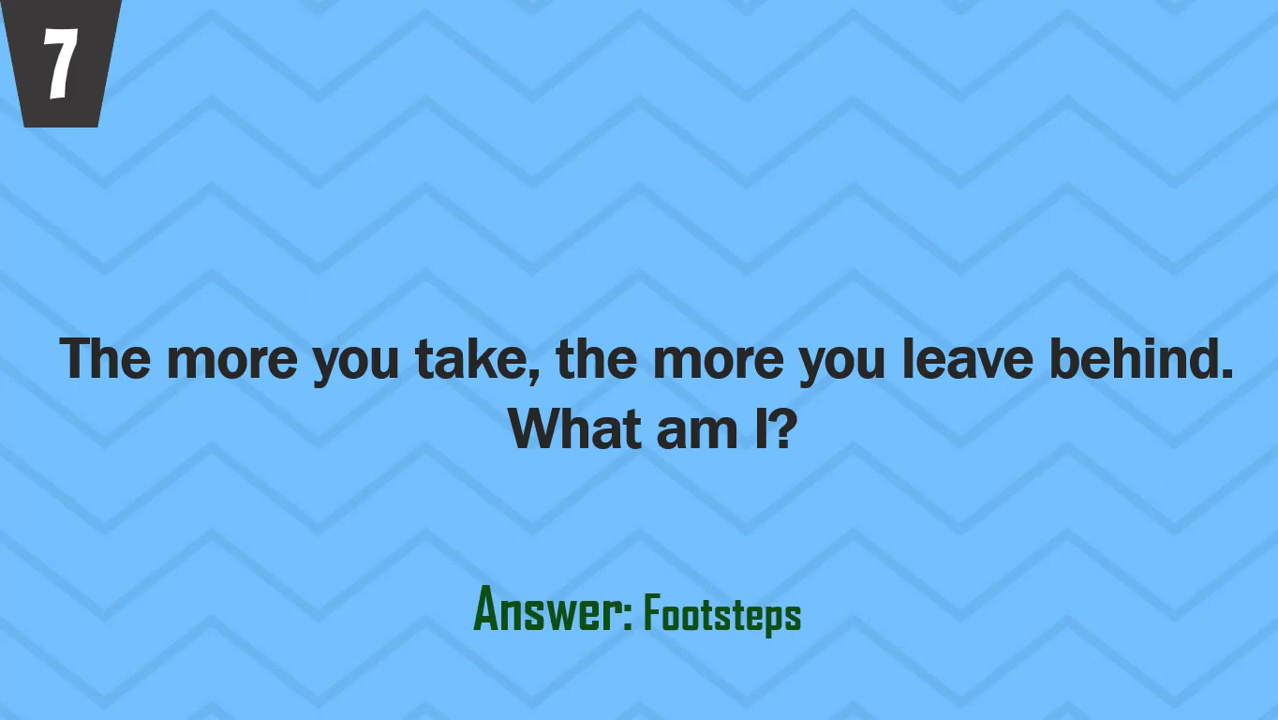 7
The more you take, the more you leave behind.
What am I?
Answer: Footsteps